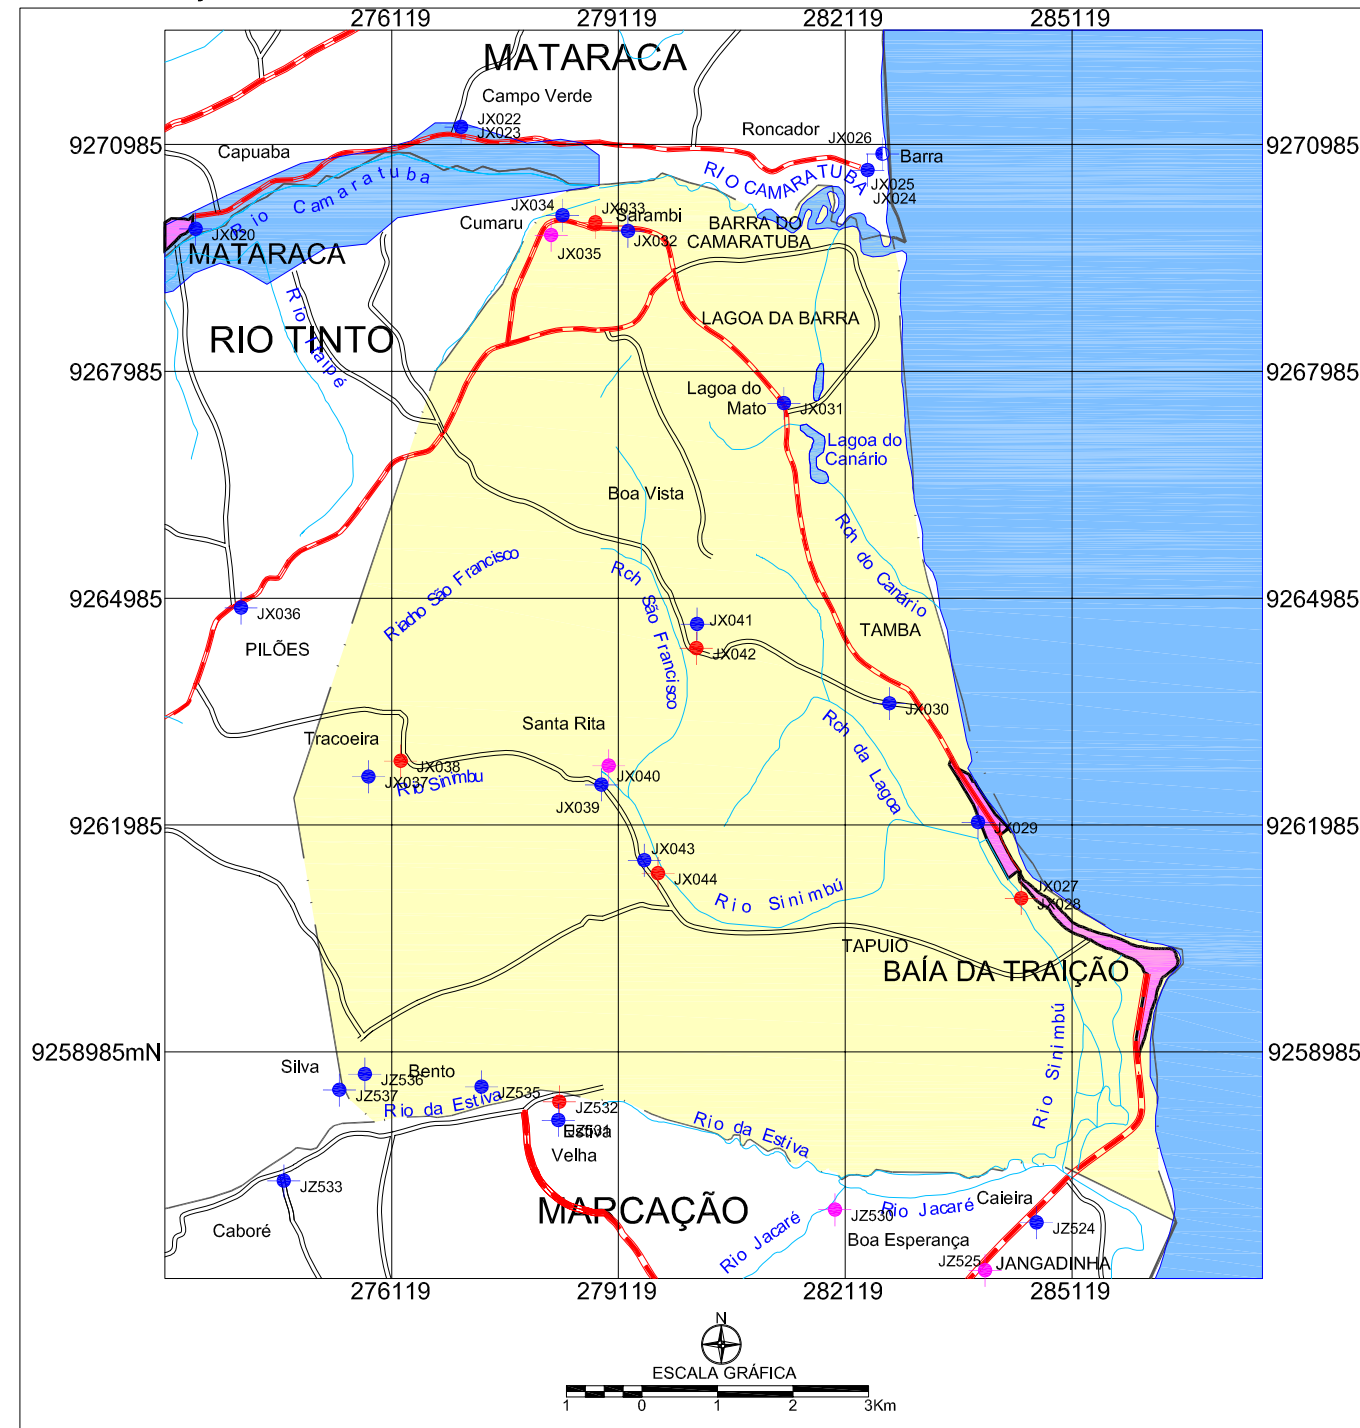 276119 279119 282119 285119
MATARACA
Campo Verde
JX022
JX023
Roncador
JX026
9270985
9270985
Capuaba
Barra
RIO CAMARATUBA
JX025
JX024
Rio Camaratuba
JX034
JX033
Cumaru
Sarambi
BARRA DO
CAMARATUBA
JX020
JX032
JX035
MATARACA
Rio Traipé
LAGOA DA BARRA
RIO TINTO
9267985
9267985
Lagoa do
Mato
JX031
Lagoa do
Canário
Boa Vista
Rch do Canário
Riacho São Francisco
Rch São Francisco
9264985
9264985
JX036
JX041
TAMBA
PILÕES
JX042
JX030
Santa Rita
Rch da Lagoa
Tracoeira
JX038
JX037
Rio Sinimbu
JX040
JX039
9261985
9261985
JX029
JX043
JX044
JX027
JX028
Rio Sinimbú
TAPUIO
BAÍA DA TRAIÇÃO
Rio Sinimbú
9258985mN
9258985
Silva
Bento
JZ536
JZ537
JZ535
Rio da Estiva
JZ532
JZ531
Estiva
Velha
Rio da Estiva
JZ533
MARCAÇÃO
Caboré
Rio Jacaré
JZ530
Rio Jacaré
Caieira
JZ524
Boa Esperança
JZ525
JANGADINHA
276119 279119 282119 285119
N
ESCALA GRÁFICA
1 0 1 2 3Km